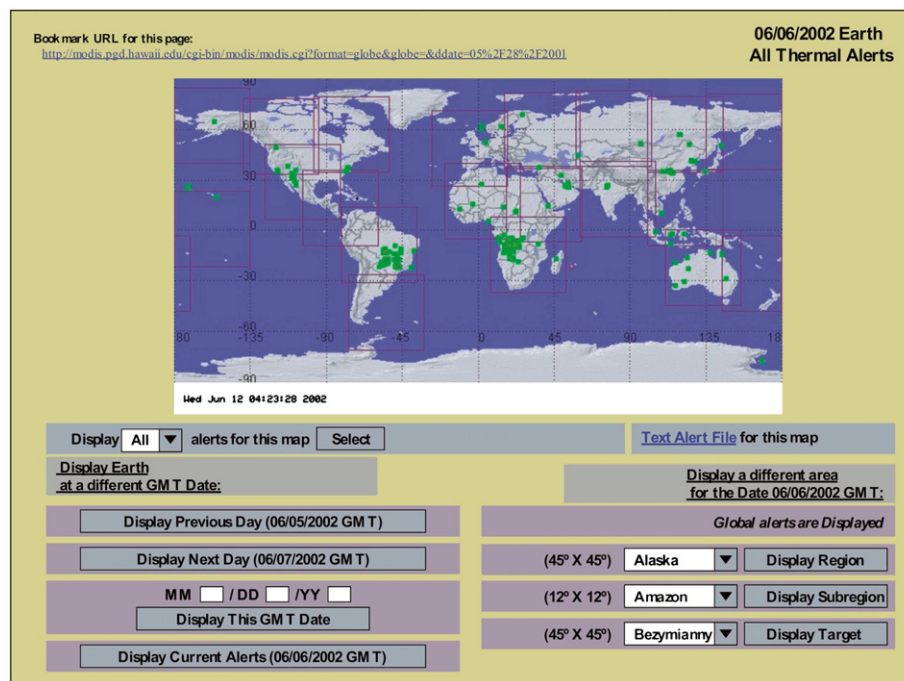 Bookmark URL for this page:
http://modis.pgd.hawaii.edu/cgi-bin/modis/modis.cgi?format=globe&globe=&ddate=05%2F28%2F2001
06/06/2002 Earth
All Thermal Alerts
90
60
30
0
-30
-60
80 -135 -90 -45 0 45 90 135 18
-90
Wed Jun 12 04:23:28 2002
Display All alerts for this map Select
Text Alert File for this map
Display Earth
at a different GMT Date:
Display a different area
for the Date 06/06/2002 GMT:
Display Previous Day (06/05/2002 GMT)
Global alerts are Displayed
Display Next Day (06/07/2002 GMT)
(45º X 45º) Alaska Display Region
MM / DD /YY
Display This GMT Date
(12º X 12º) Amazon Display Subregion
(45º X 45º) Bezymianny Display Target
Display Current Alerts (06/06/2002 GMT)